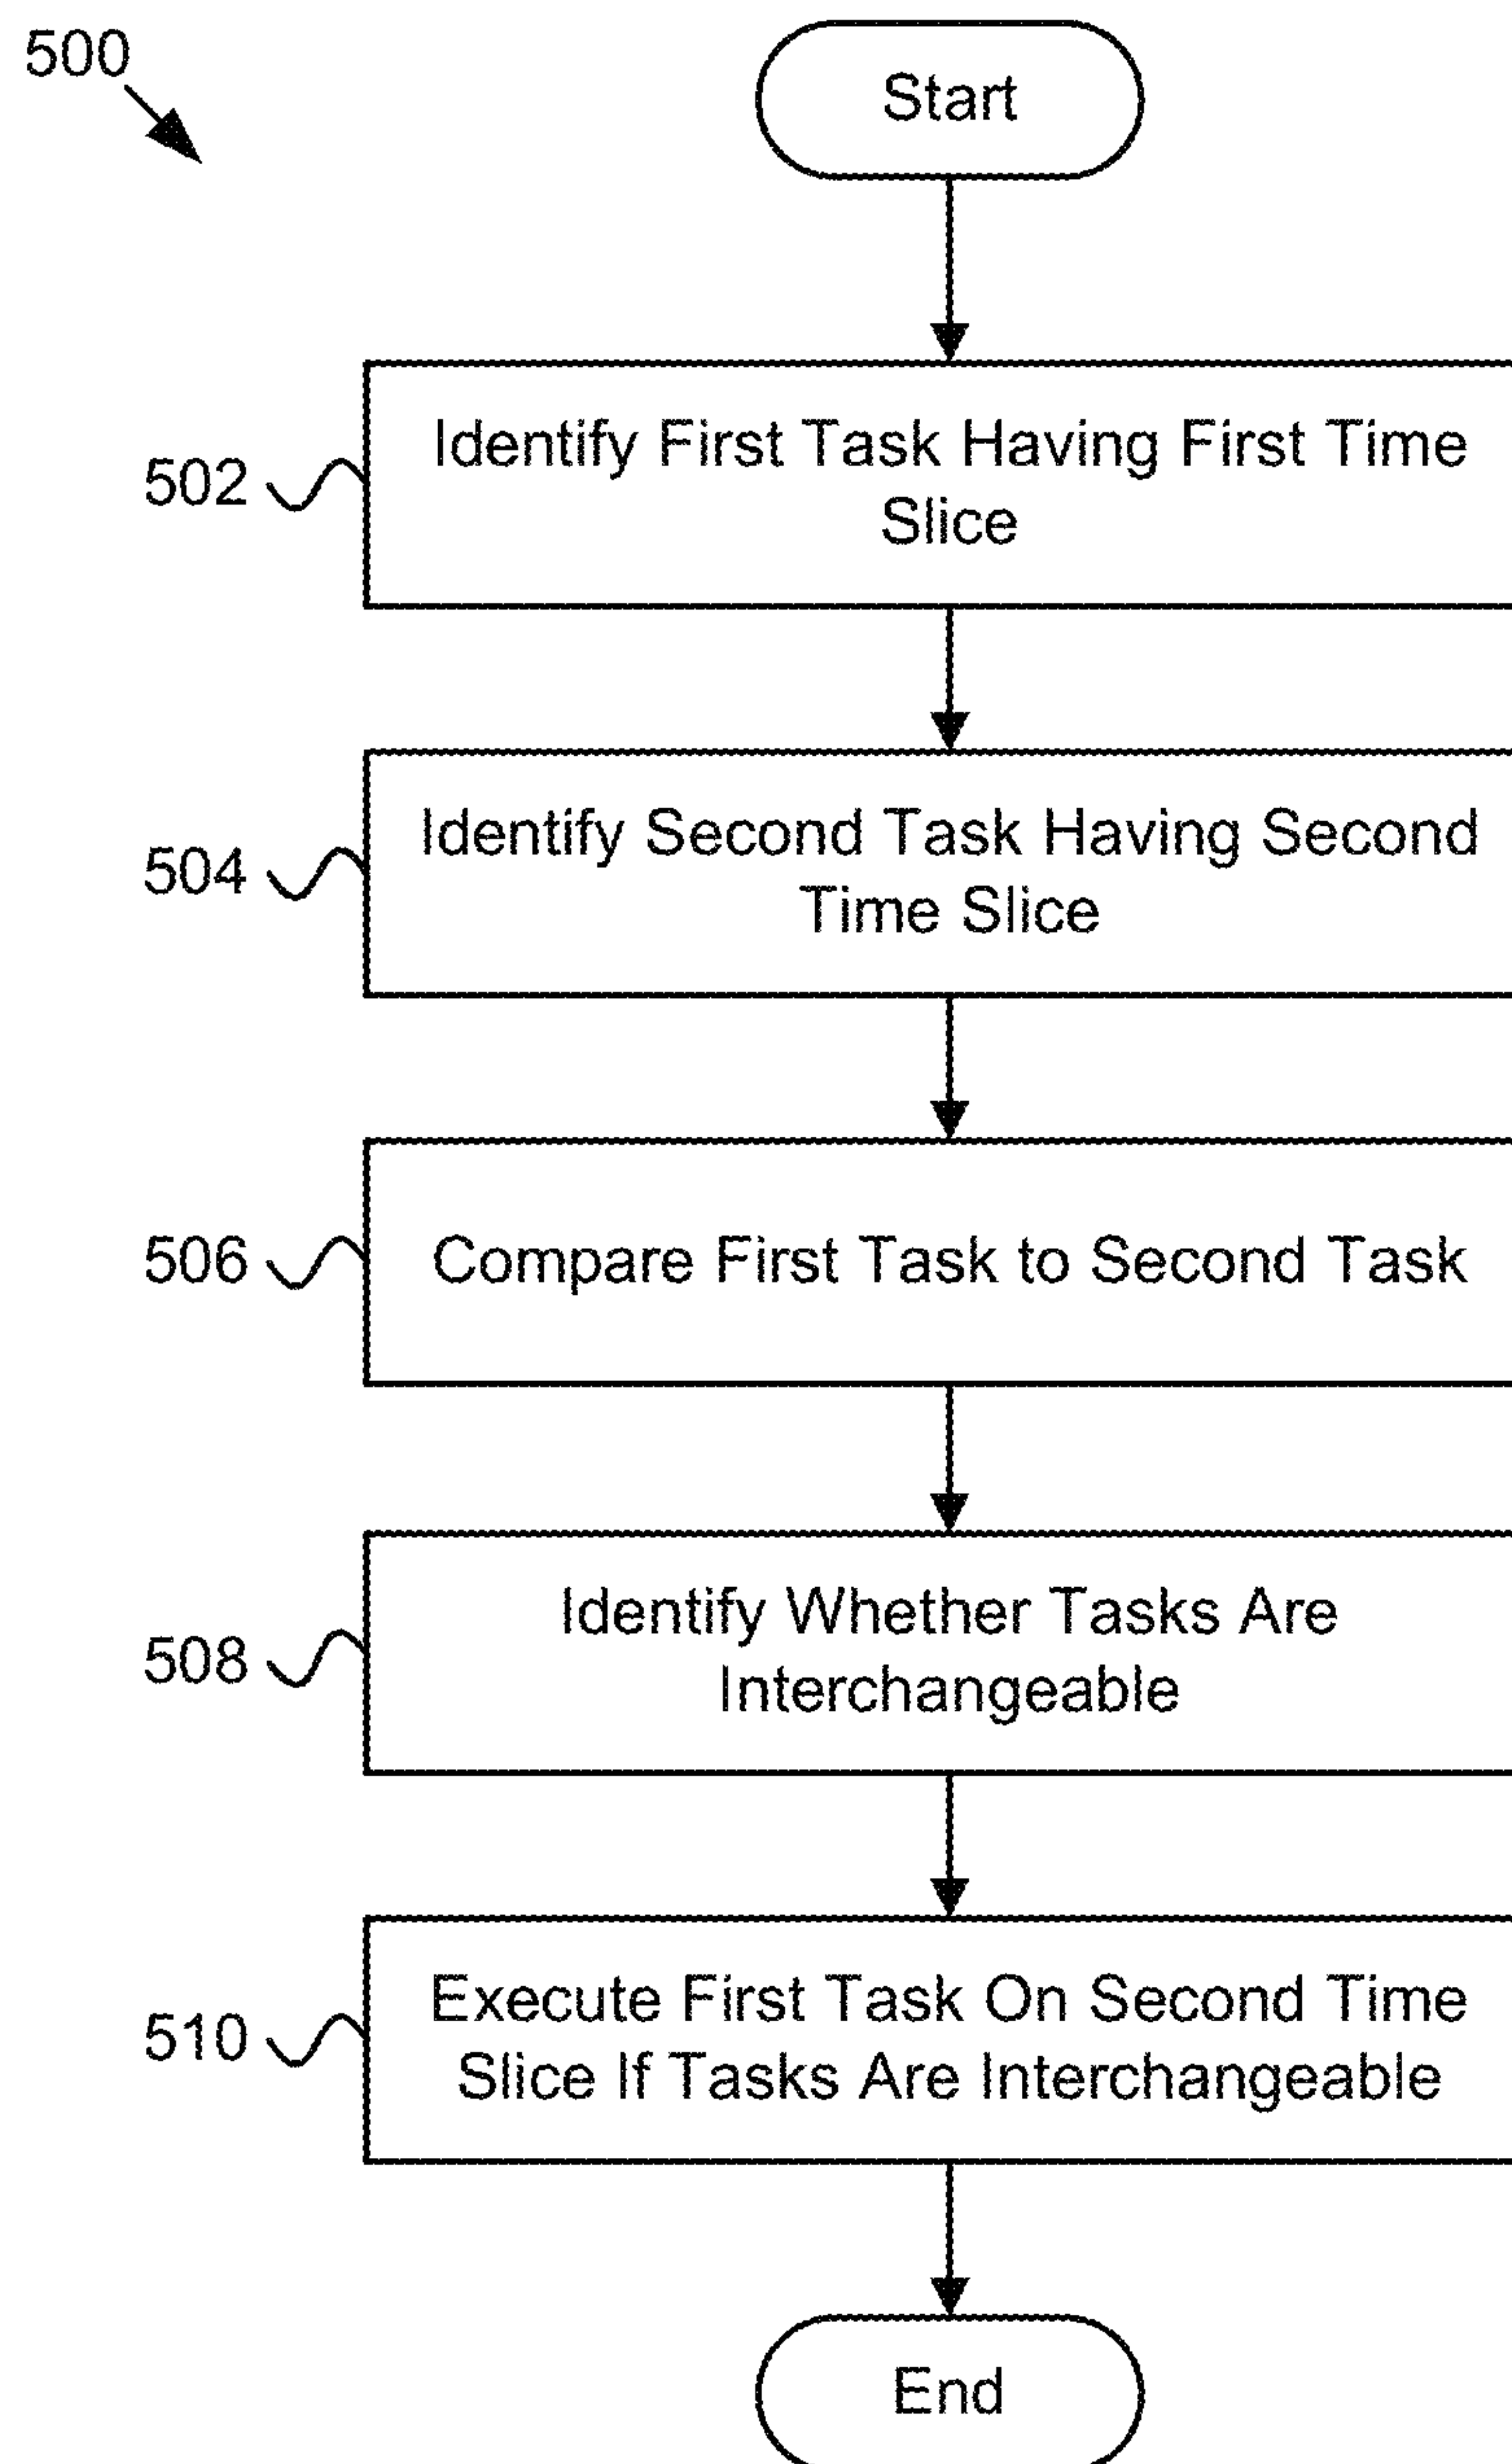 500
Start
502
Identify First Task Having First Time
Slice
504
Identify Second Task Having Second
Time Slice
506
Compare First Task to Second Task
508
Identify Whether Tasks Are
Interchangeable
510
Execute First Task On Second Time
Slice If Tasks Are Interchangeable
End